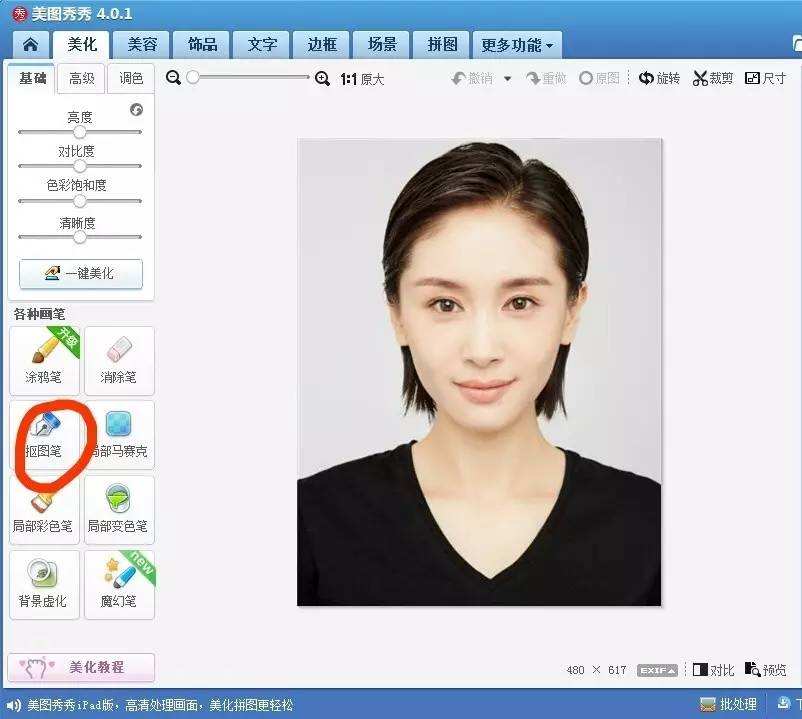 秀 美图秀秀 4.0.1
美化 美容 饰品 文字 边框 场景 拼图 更多功能
基础 高级 调色
1:1 原大 撤销 重做 原图 旋转 裁剪 尺寸
亮度
对比度
色彩饱和度
清晰度
一键美化
各种画笔
升级
涂鸦笔 消除笔
抠图笔 局部马赛克
局部彩色笔 局部变色笔
new
背景虚化 魔幻笔
美化教程
480 × 617 EXIF 对比 预览
美图秀秀iPad版，高清处理画面，美化拼图更轻松 批处理 下